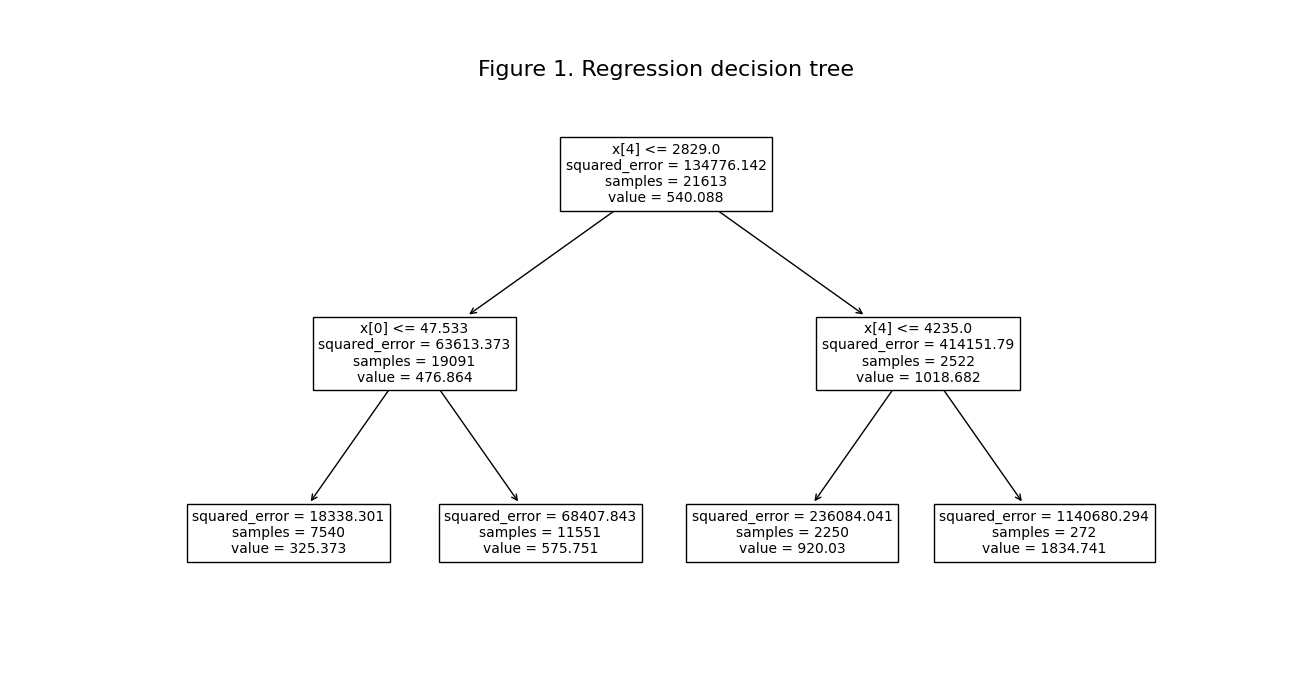 Figure 1. Regression decision tree
x[4] <= 2829.0
squared_error = 134776.142
samples = 21613
value = 540.088
x[0] <= 47.533
squared_error = 63613.373
samples = 19091
value = 476.864
x[4] <= 4235.0
squared_error = 414151.79
samples = 2522
value = 1018.682
squared_error = 18338.301
samples = 7540
value = 325.373
squared_error = 68407.843
samples = 11551
value = 575.751
squared_error = 236084.041
samples = 2250
value = 920.03
squared_error = 1140680.294
samples = 272
value = 1834.741